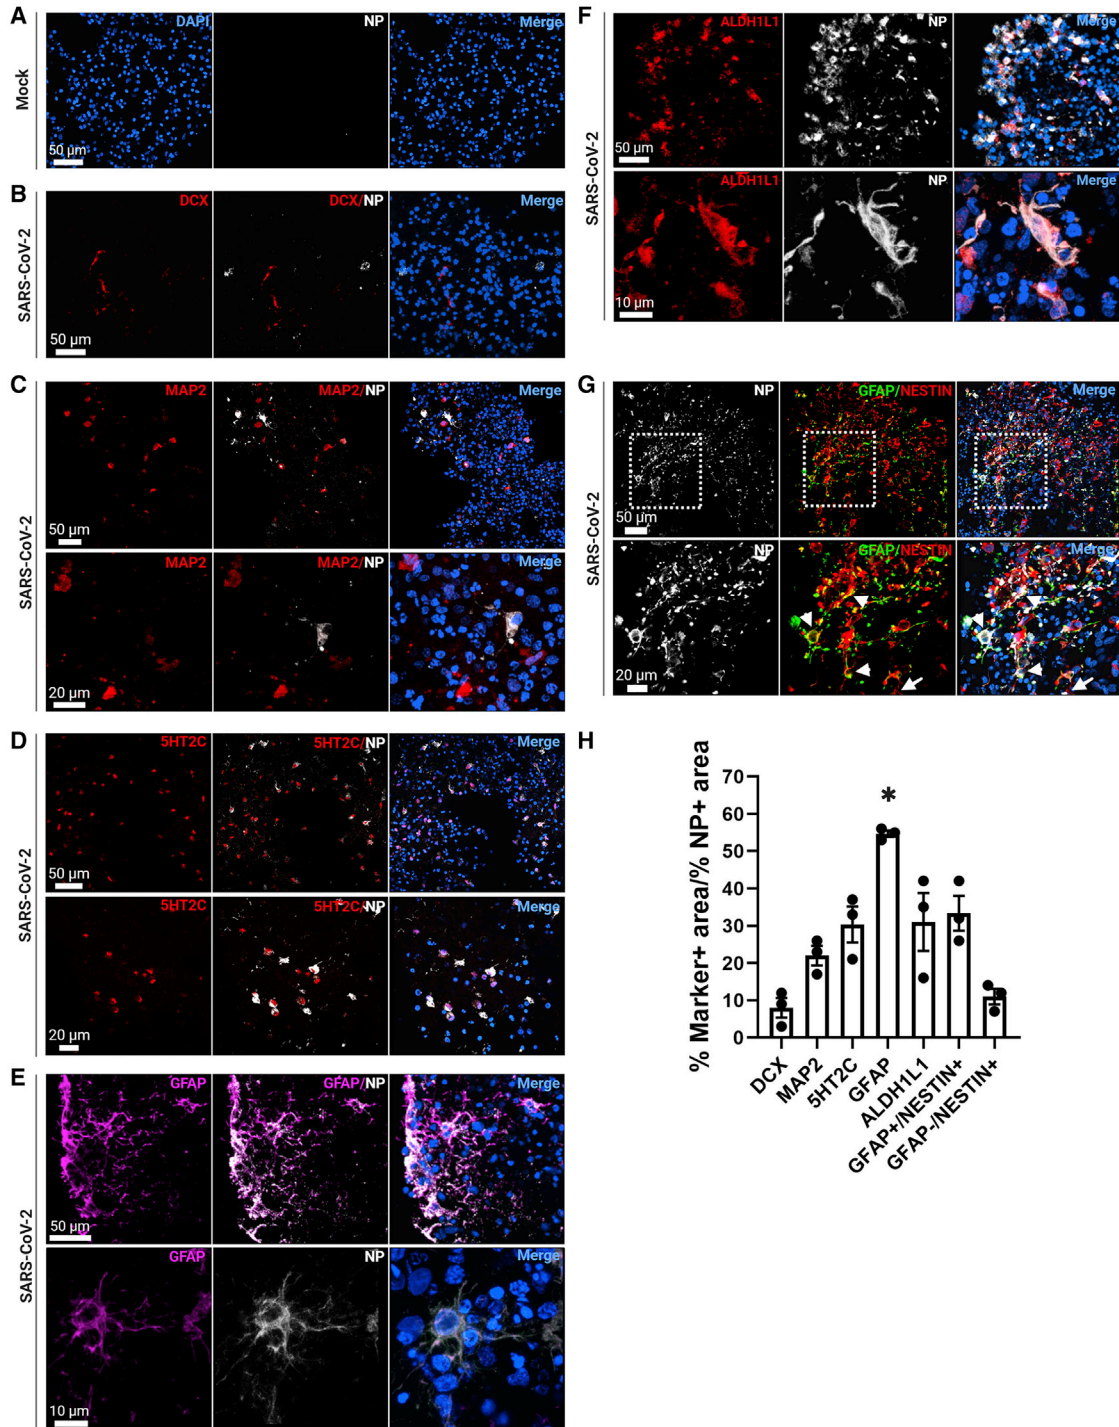 A
Mock
DAPI
NP
Merge
50 µm
B
SARS-CoV-2
DCX
DCX/NP
Merge
50 µm
C
SARS-CoV-2
MAP2
MAP2/NP
Merge
50 µm
MAP2
MAP2/NP
Merge
20 µm
D
SARS-CoV-2
5HT2C
5HT2C/NP
Merge
50 µm
5HT2C
5HT2C/NP
Merge
20 µm
E
SARS-CoV-2
GFAP
GFAP/NP
Merge
50 µm
GFAP
NP
Merge
10 µm
F
SARS-CoV-2
ALDH1L1
NP
Merge
50 µm
ALDH1L1
NP
Merge
10 µm
G
SARS-CoV-2
NP
GFAP/NESTIN
Merge
50 µm
NP
GFAP/NESTIN
Merge
20 µm
H
% Marker+ area/% NP+ area
70
60
50
40
30
20
10
0
*
DCX
MAP2
5HT2C
GFAP
ALDH1L1
GFAP+/NESTIN+
GFAP-/NESTIN+